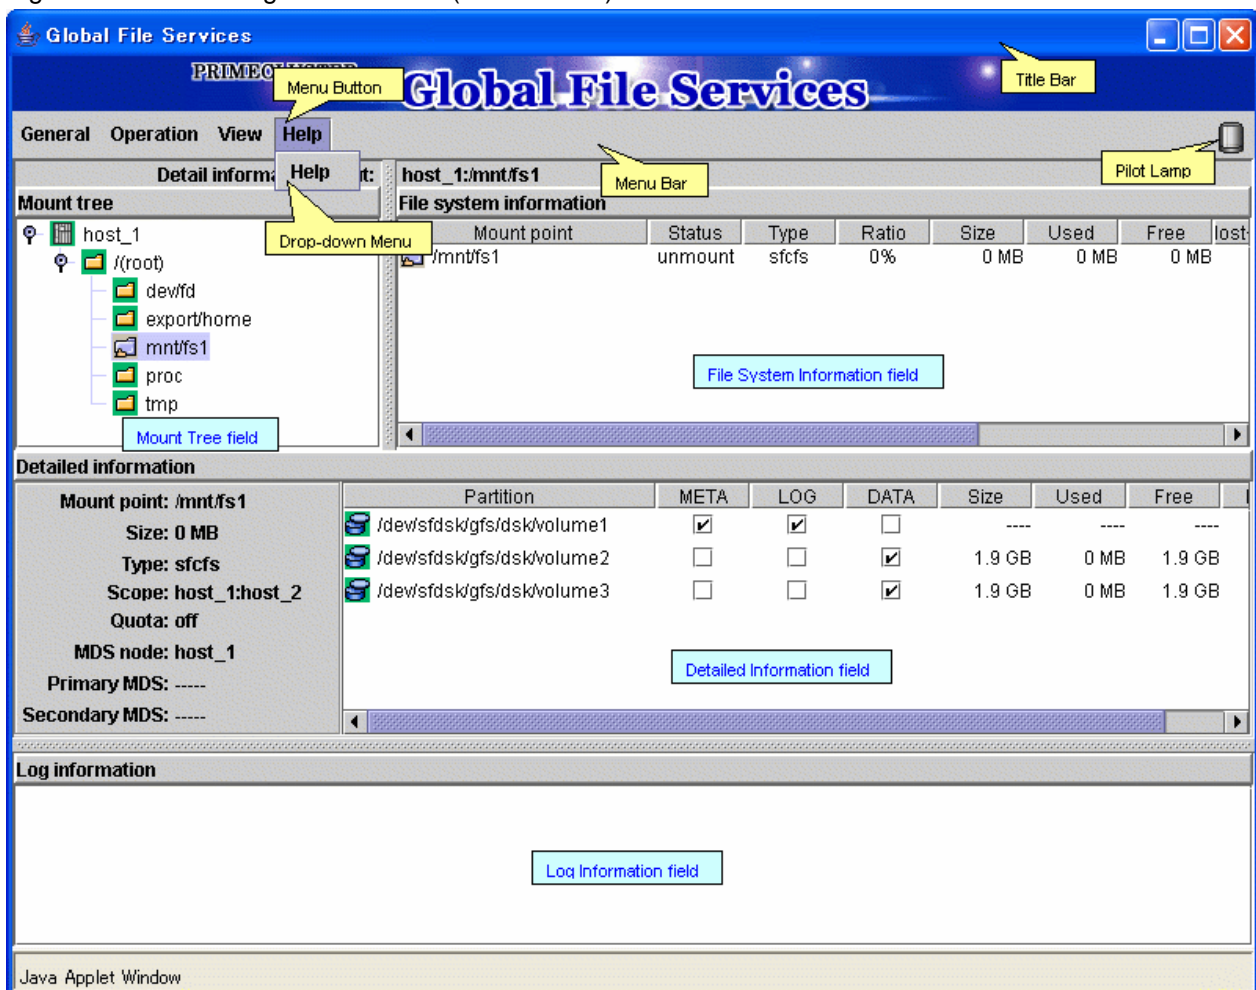 Global File Services
Menu Button
Global File Services
Title Bar
General Operation View Help
Help
Menu Bar
Pilot Lamp
Detail host_1:/mnt/fs1
Mount tree
File system information
Drop-down Menu
Mount point Status Type Ratio Size Used Free
/mnt/fs1 unmount sfcfs 0% 0 MB 0 MB 0 MB
host_1
/(root)
dev/fd
export/home
mnt/fs1
proc
tmp
File System Information field
Mount Tree field
Detailed information
Mount point: /mnt/fs1
Size: 0 MB
Type: sfcfs
Scope: host_1:host_2
Quota: off
MDS node: host_1
Primary MDS: -----
Secondary MDS: -----
Partition META LOG DATA Size Used Free
/dev/sfdsk/gfs/dsk/volume1 ---- ---- ----
/dev/sfdsk/gfs/dsk/volume2 1.9 GB 0 MB 1.9 GB
/dev/sfdsk/gfs/dsk/volume3 1.9 GB 0 MB 1.9 GB
Detailed Information field
Log information
Log Information field
Java Applet Window